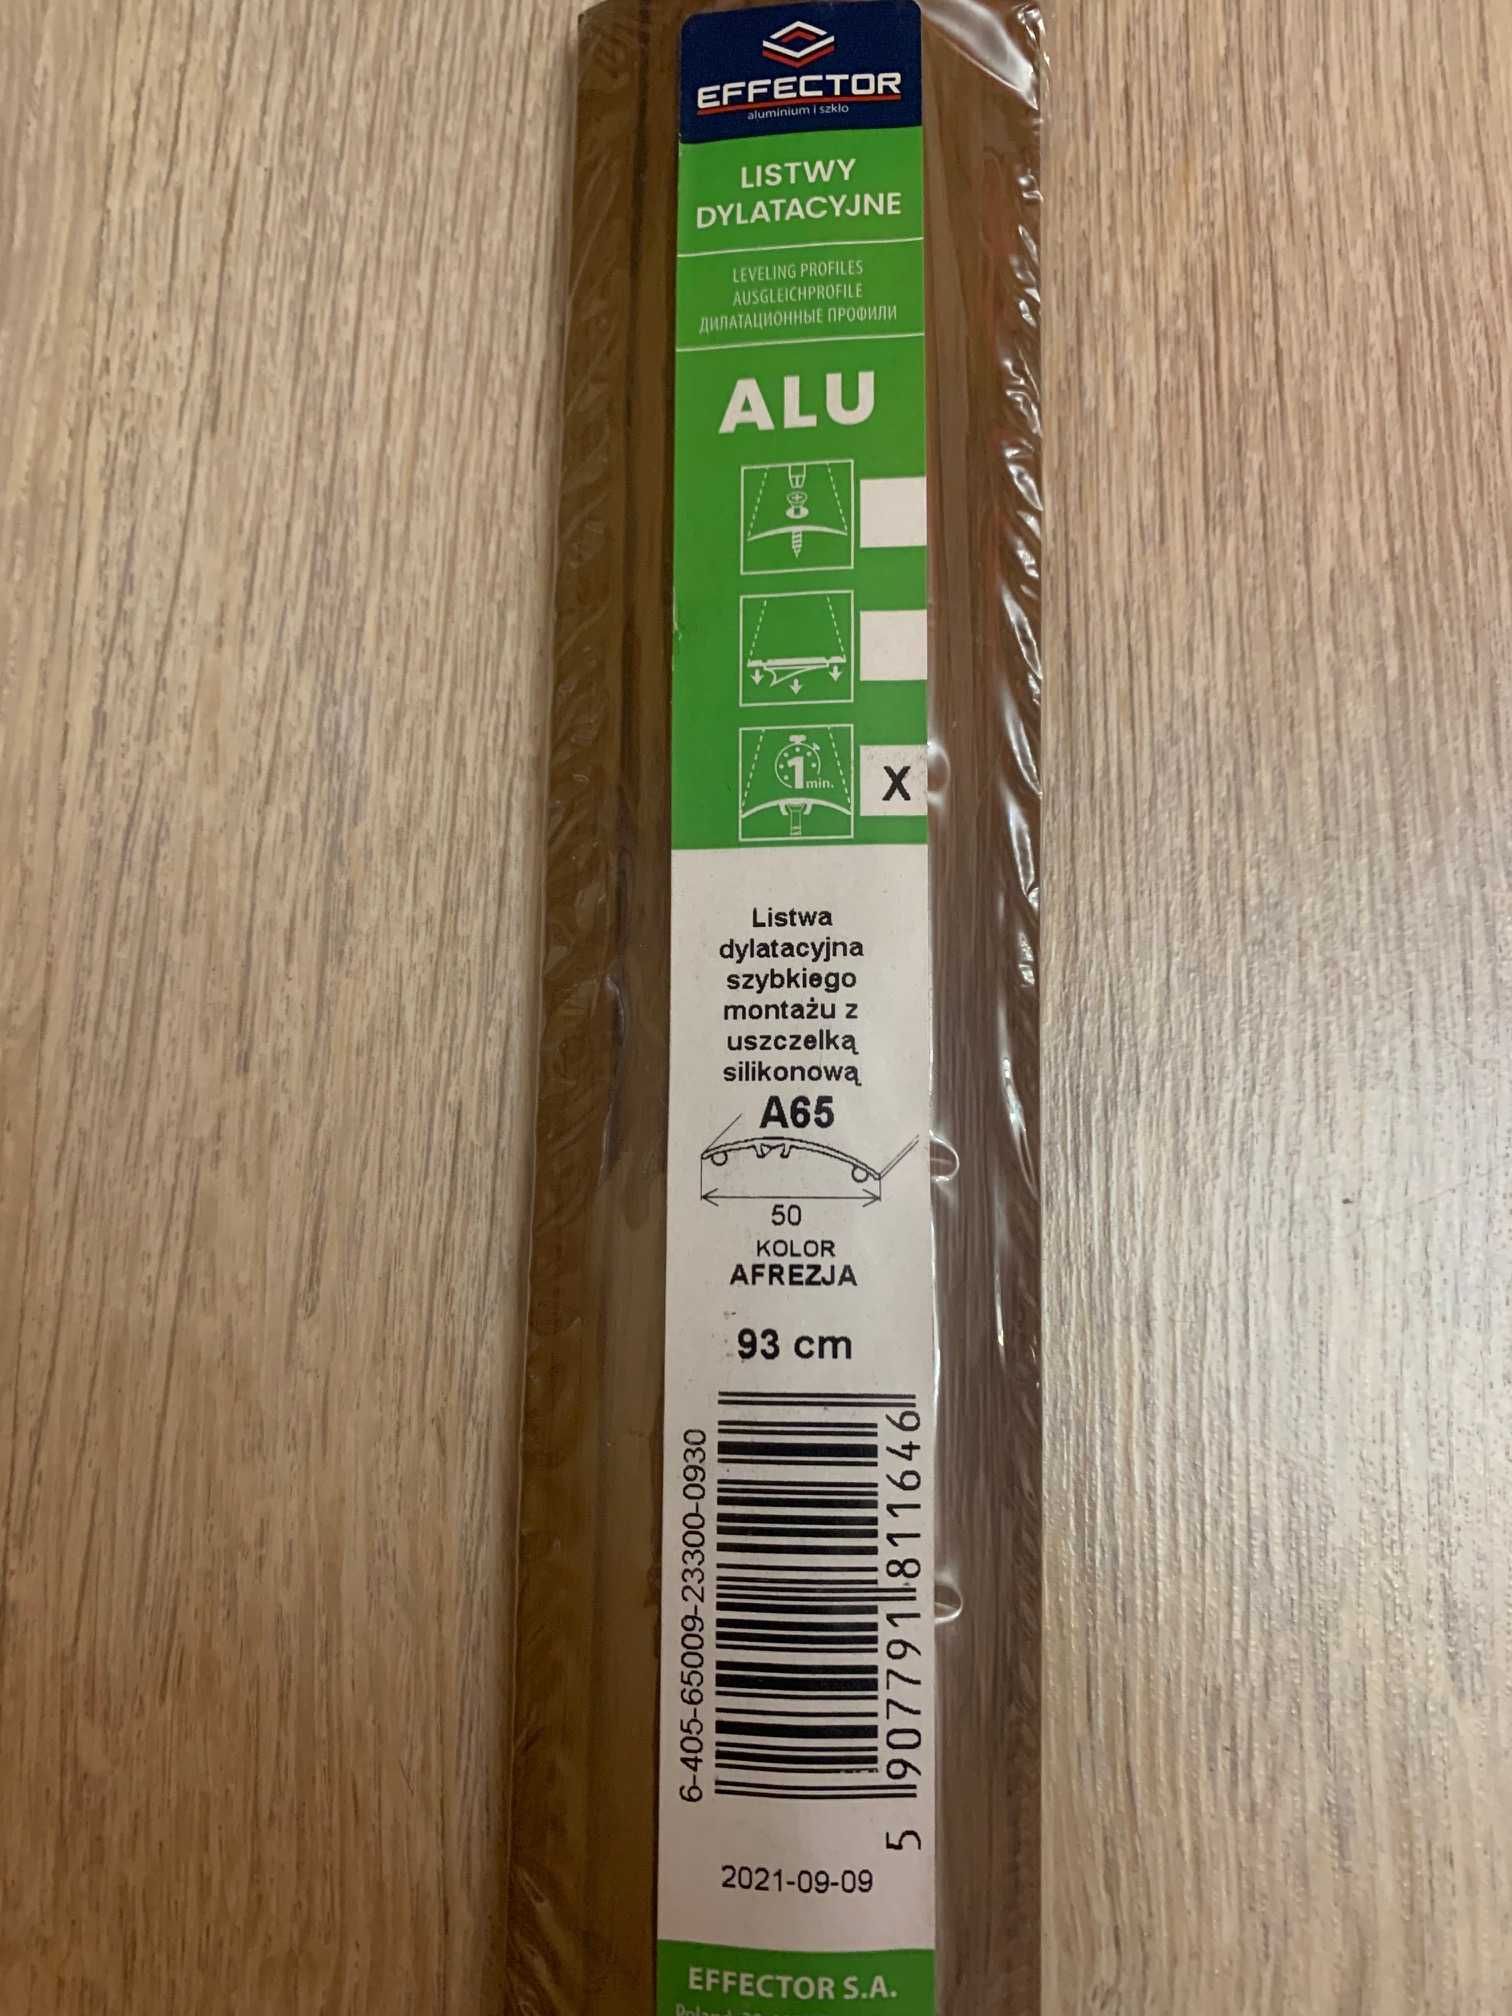 EFFECTOR
aluminium i szkło
LISTWY
DYLATACYJNE
LEVELING PROFILES
AUSGLEICHPROFILE
ДИЛАТАЦИОННЫЕ ПРОФИЛИ
ALU
1 min.
X
Listwa
dylatacyjna
szybkiego
montażu z
uszczelką
silikonową
A65
50
KOLOR
AFREZJA
93 cm
6-405-65009-23300-0930
5 907791 811646
2021-09-09
EFFECTOR S.A.